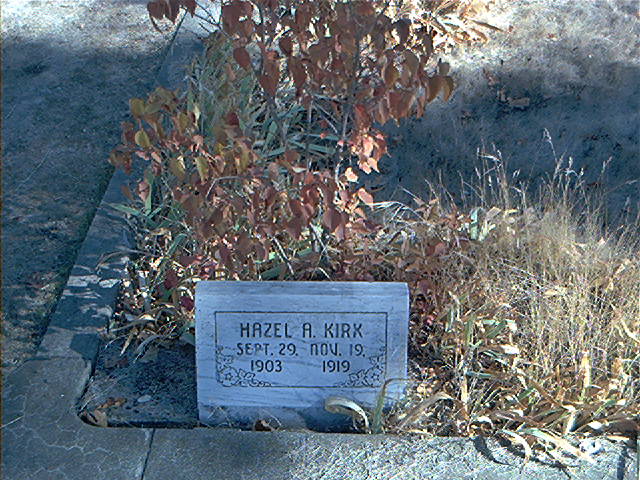 HAZEL A. KIRK
SEPT. 29, NOV. 19,
1903 1919